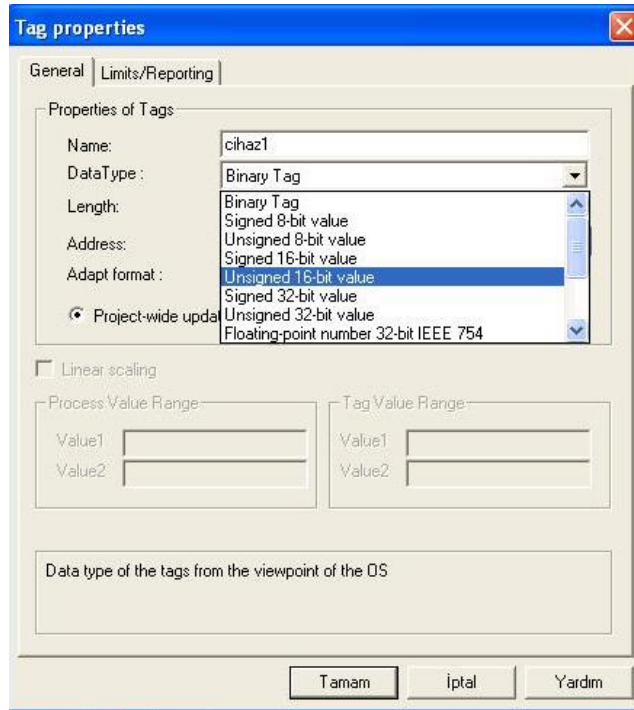 Tag properties
General
Limits/Reporting
Properties of Tags
Name:
cihaz1
DataType :
Binary Tag
Length:
Binary Tag
Signed 8-bit value
Unsigned 8-bit value
Address:
Signed 16-bit value
Adapt format :
Unsigned 16-bit value
Signed 32-bit value
Project-wide updat
Unsigned 32-bit value
Floating-point number 32-bit IEEE 754
Linear scaling
Process Value Range
Value1
Value2
Tag Value Range
Value1
Value2
Data type of the tags from the viewpoint of the OS
Tamam
İptal
Yardım